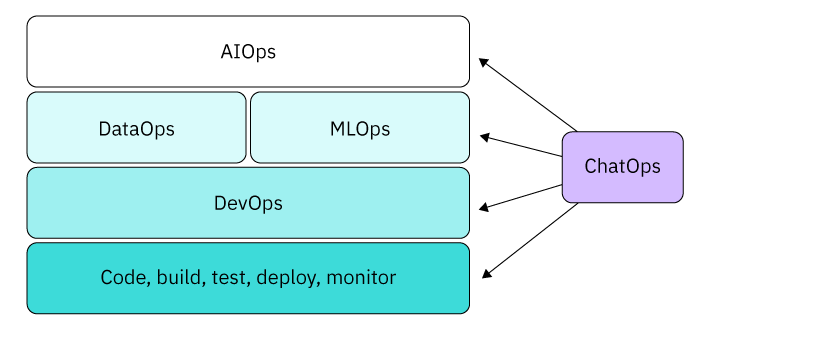 AIOps
DataOps
MLOps
ChatOps
DevOps
Code, build, test, deploy, monitor